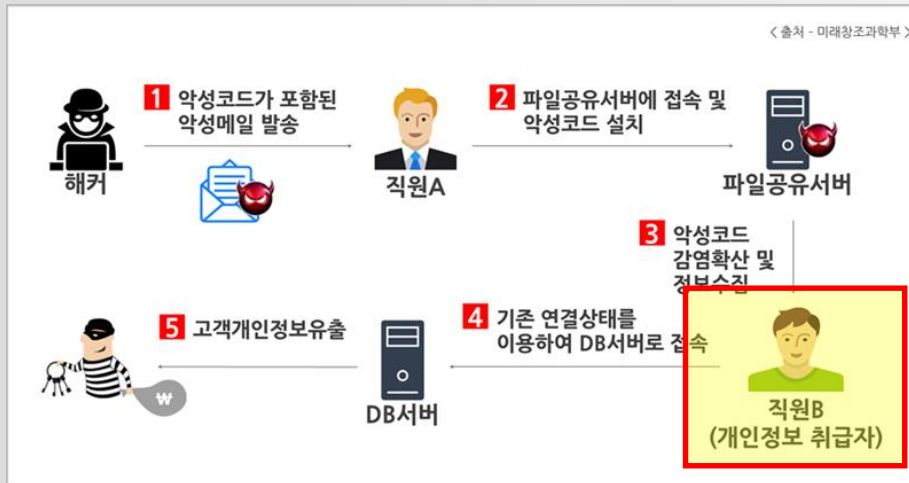 < 출처 - 미래창조과학부 >
1 악성코드가 포함된
악성메일 발송
2 파일공유서버에 접속 및
악성코드 설치
해커
직원A
파일공유서버
3 악성코드
감염확산 및
정보수집
4 기존 연결상태를
이용하여 DB서버로 접속
5 고객개인정보유출
₩
DB서버
직원B
(개인정보 취급자)